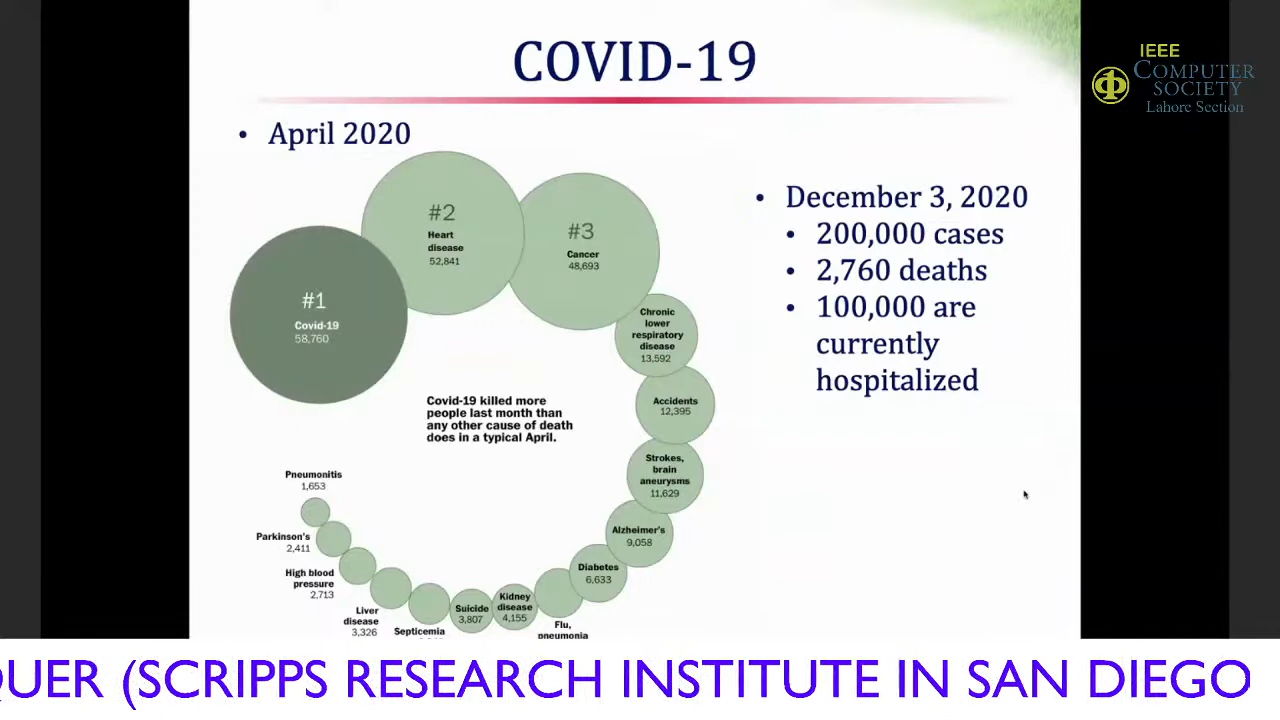 COVID-19
IEEE
COMPUTER
SOCIETY
Lahore Section
• April 2020
#1
Covid-19
58,760
#2
Heart
disease
52,841
#3
Cancer
48,693
Chronic
lower
respiratory
disease
13,592
Accidents
12,395
Strokes,
brain
aneurysms
11,629
Alzheimer's
9,058
Diabetes
6,633
Flu,
pneumonia
Kidney
disease
4,155
Suicide
3,807
Septicemia
Liver
disease
3,326
High blood
pressure
2,713
Parkinson's
2,411
Pneumonitis
1,653
Covid-19 killed more
people last month than
any other cause of death
does in a typical April.
• December 3, 2020
• 200,000 cases
• 2,760 deaths
• 100,000 are
currently
hospitalized
QUER (SCRIPPS RESEARCH INSTITUTE IN SAN DIEGO